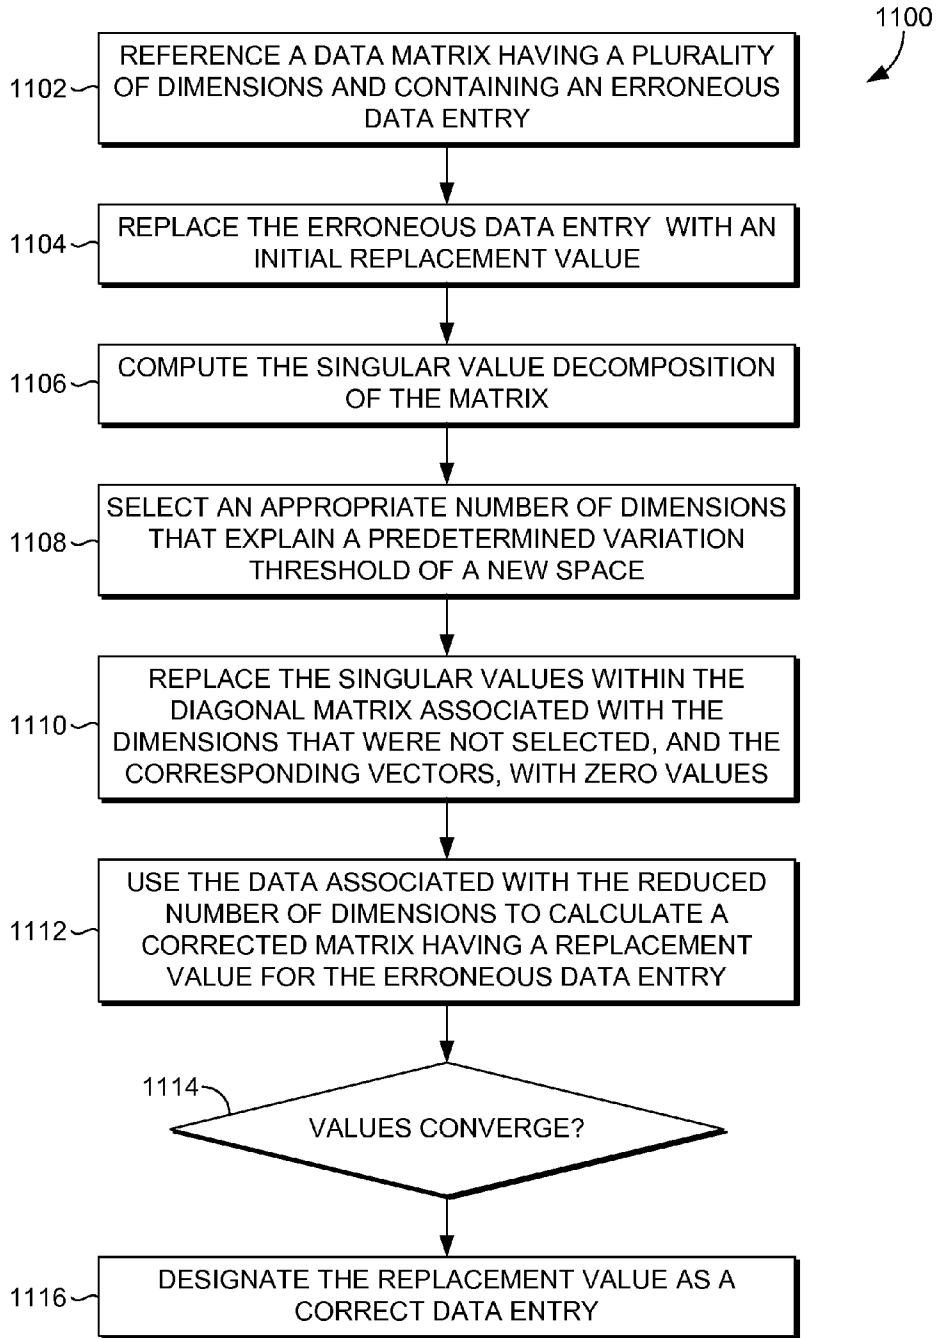 1100
1102
REFERENCE A DATA MATRIX HAVING A PLURALITY
OF DIMENSIONS AND CONTAINING AN ERRONEOUS
DATA ENTRY
1104
REPLACE THE ERRONEOUS DATA ENTRY WITH AN
INITIAL REPLACEMENT VALUE
1106
COMPUTE THE SINGULAR VALUE DECOMPOSITION
OF THE MATRIX
1108
SELECT AN APPROPRIATE NUMBER OF DIMENSIONS
THAT EXPLAIN A PREDETERMINED VARIATION
THRESHOLD OF A NEW SPACE
1110
REPLACE THE SINGULAR VALUES WITHIN THE
DIAGONAL MATRIX ASSOCIATED WITH THE
DIMENSIONS THAT WERE NOT SELECTED, AND THE
CORRESPONDING VECTORS, WITH ZERO VALUES
1112
USE THE DATA ASSOCIATED WITH THE REDUCED
NUMBER OF DIMENSIONS TO CALCULATE A
CORRECTED MATRIX HAVING A REPLACEMENT
VALUE FOR THE ERRONEOUS DATA ENTRY
1114
VALUES CONVERGE?
1116
DESIGNATE THE REPLACEMENT VALUE AS A
CORRECT DATA ENTRY